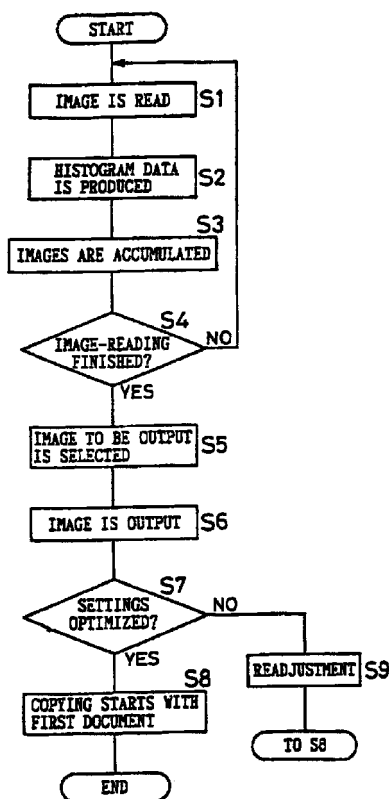 START
IMAGE IS READ
S1
HISTOGRAM DATA
IS PRODUCED
S2
S3
IMAGES ARE ACCUMULATED
S4
IMAGE-READING
FINISHED?
NO
YES
IMAGE TO BE OUTPUT
IS SELECTED
S5
IMAGE IS OUTPUT
S6
S7
SETTINGS
OPTIMIZED?
NO
YES
S8
COPYING STARTS WITH
FIRST DOCUMENT
READJUSTMENT
S9
TO S8
END